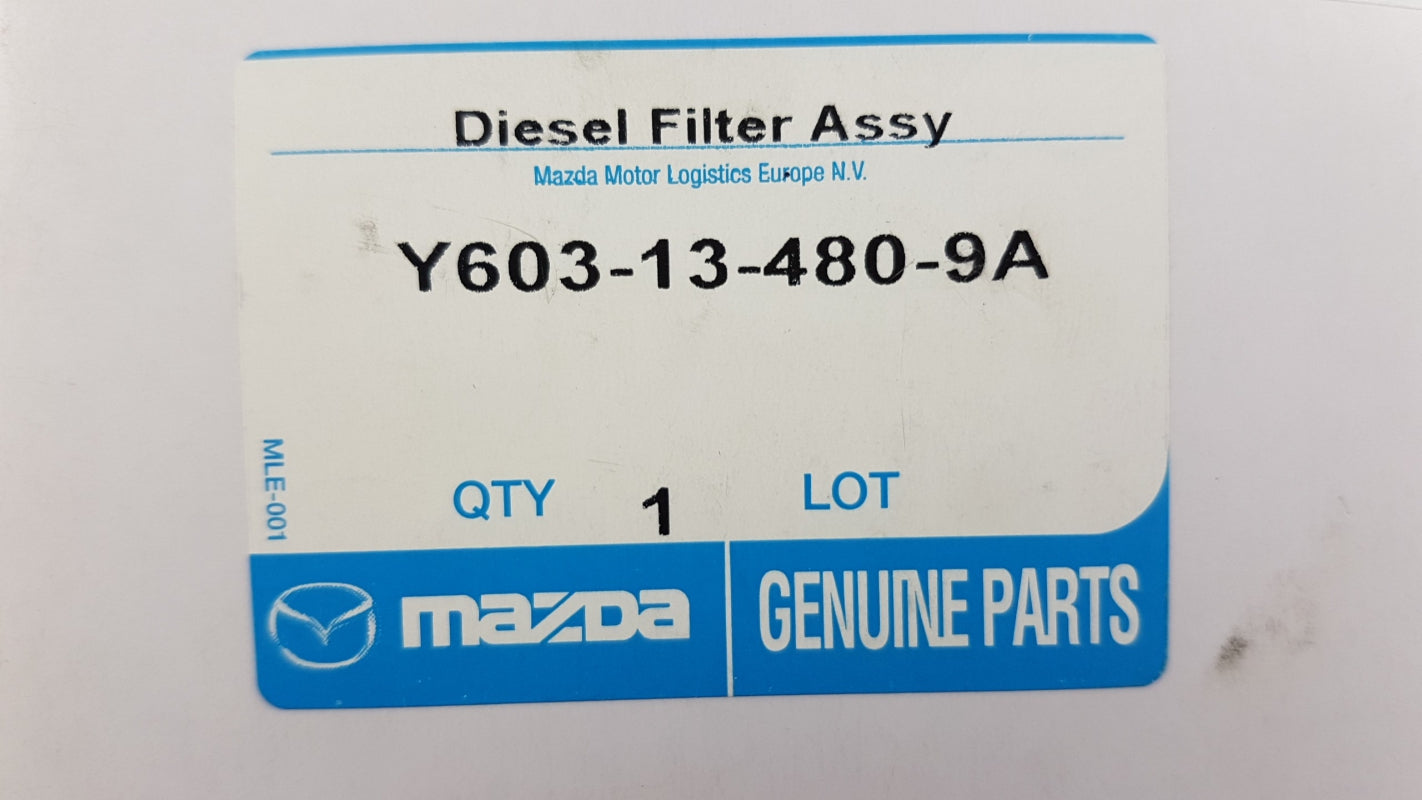 Diesel Filter Assy
Mazda Motor Logistics Europe N.V.
Y603-13-480-9A
MLE-001
QTY 1 LOT
mazda GENUINE PARTS